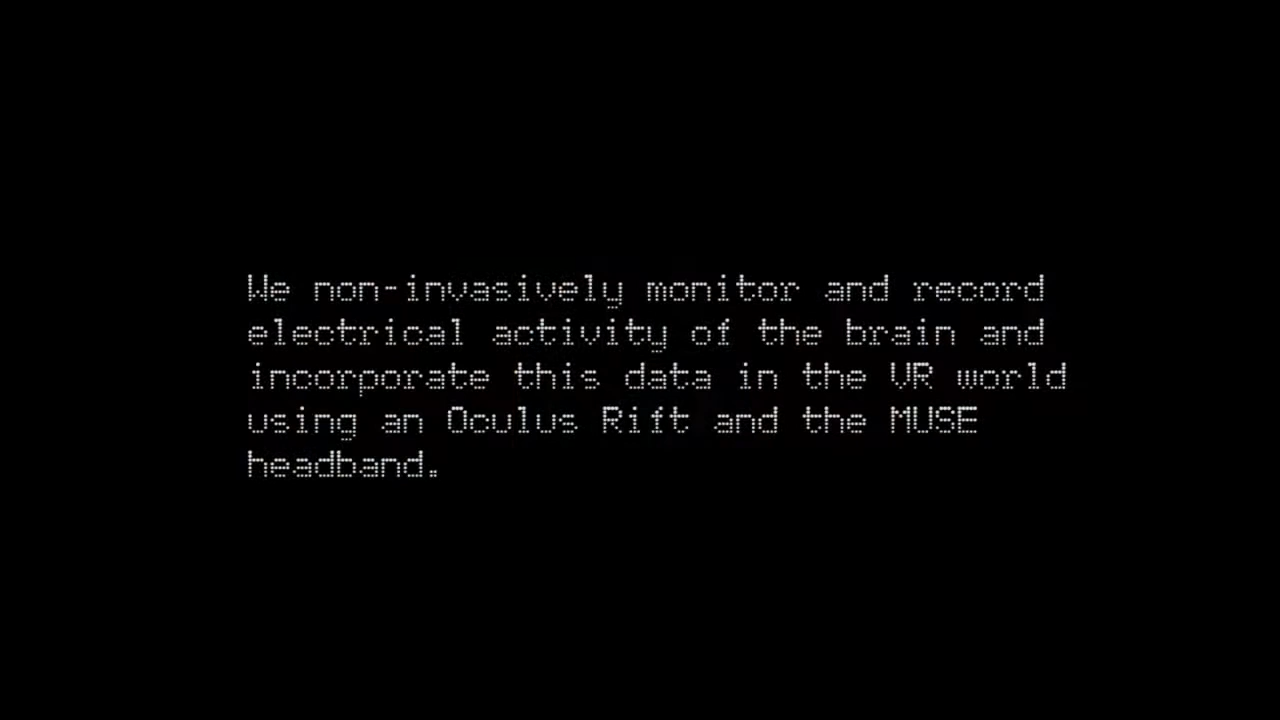 We non-invasively monitor and record
electrical activity of the brain and
incorporate this data in the VR world
using an Oculus Rift and the MUSE
headband.